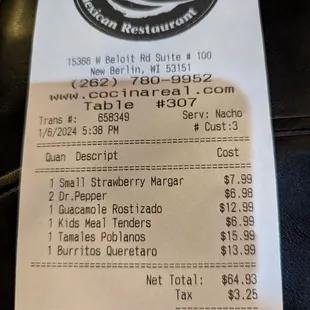 Mexican Restaurant
15366 W Beloit Rd Suite # 100
New Berlin, WI 53151
(262) 780-9952
www.cocinareal.com
Table #307
Trans #: 658349 Serv: Nacho
1/6/2024 5:38 PM # Cust:3
Quan Descript Cost
1 Small Strawberry Margar $7.99
2 Dr.Pepper $6.98
1 Guacamole Rostizado $12.99
1 Kids Meal Tenders $6.99
1 Tamales Poblanos $15.99
1 Burritos Queretaro $13.99
Net Total: $64.93
Tax $3.25